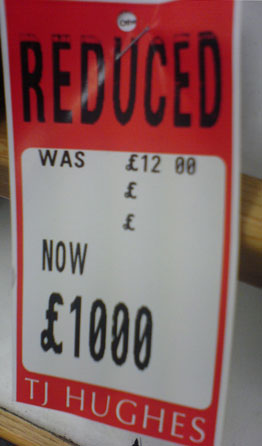 REDUCED
WAS £12 00
£
£
NOW
£1000
TJ HUGHES